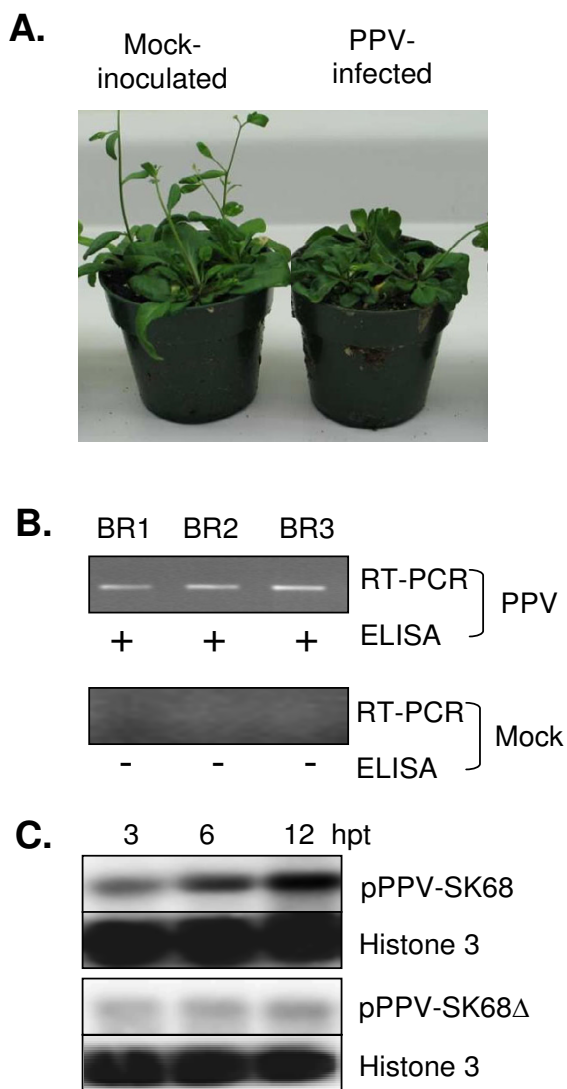 A.
Mock-
inoculated
PPV-
infected
B.
BR1 BR2 BR3
RT-PCR
PPV
+ + + ELISA
RT-PCR
Mock
- - - ELISA
C.
3 6 12 hpt
pPPV-SK68
Histone 3
pPPV-SK68Δ
Histone 3